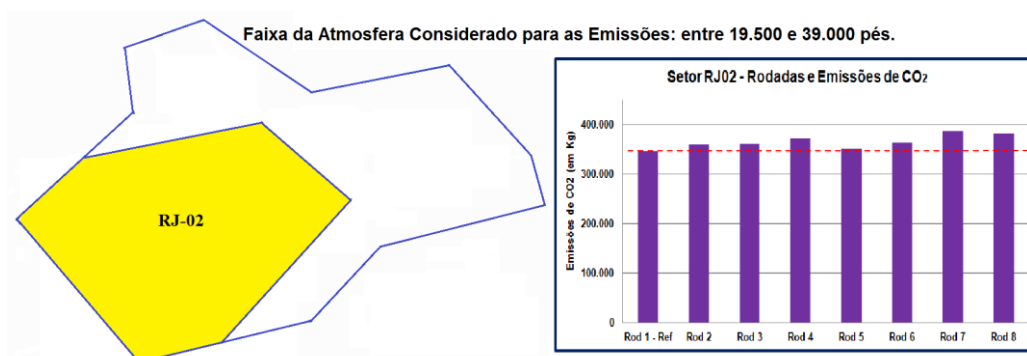 Faixa da Atmosfera Considerado para as Emissões: entre 19.500 e 39.000 pés.
RJ-02
Setor RJ02 - Rodadas e Emissões de CO₂
Emissões de CO2 (em Kg)
400.000
300.000
200.000
100.000
0
Rod 1 - Ref Rod 2 Rod 3 Rod 4 Rod 5 Rod 6 Rod 7 Rod 8